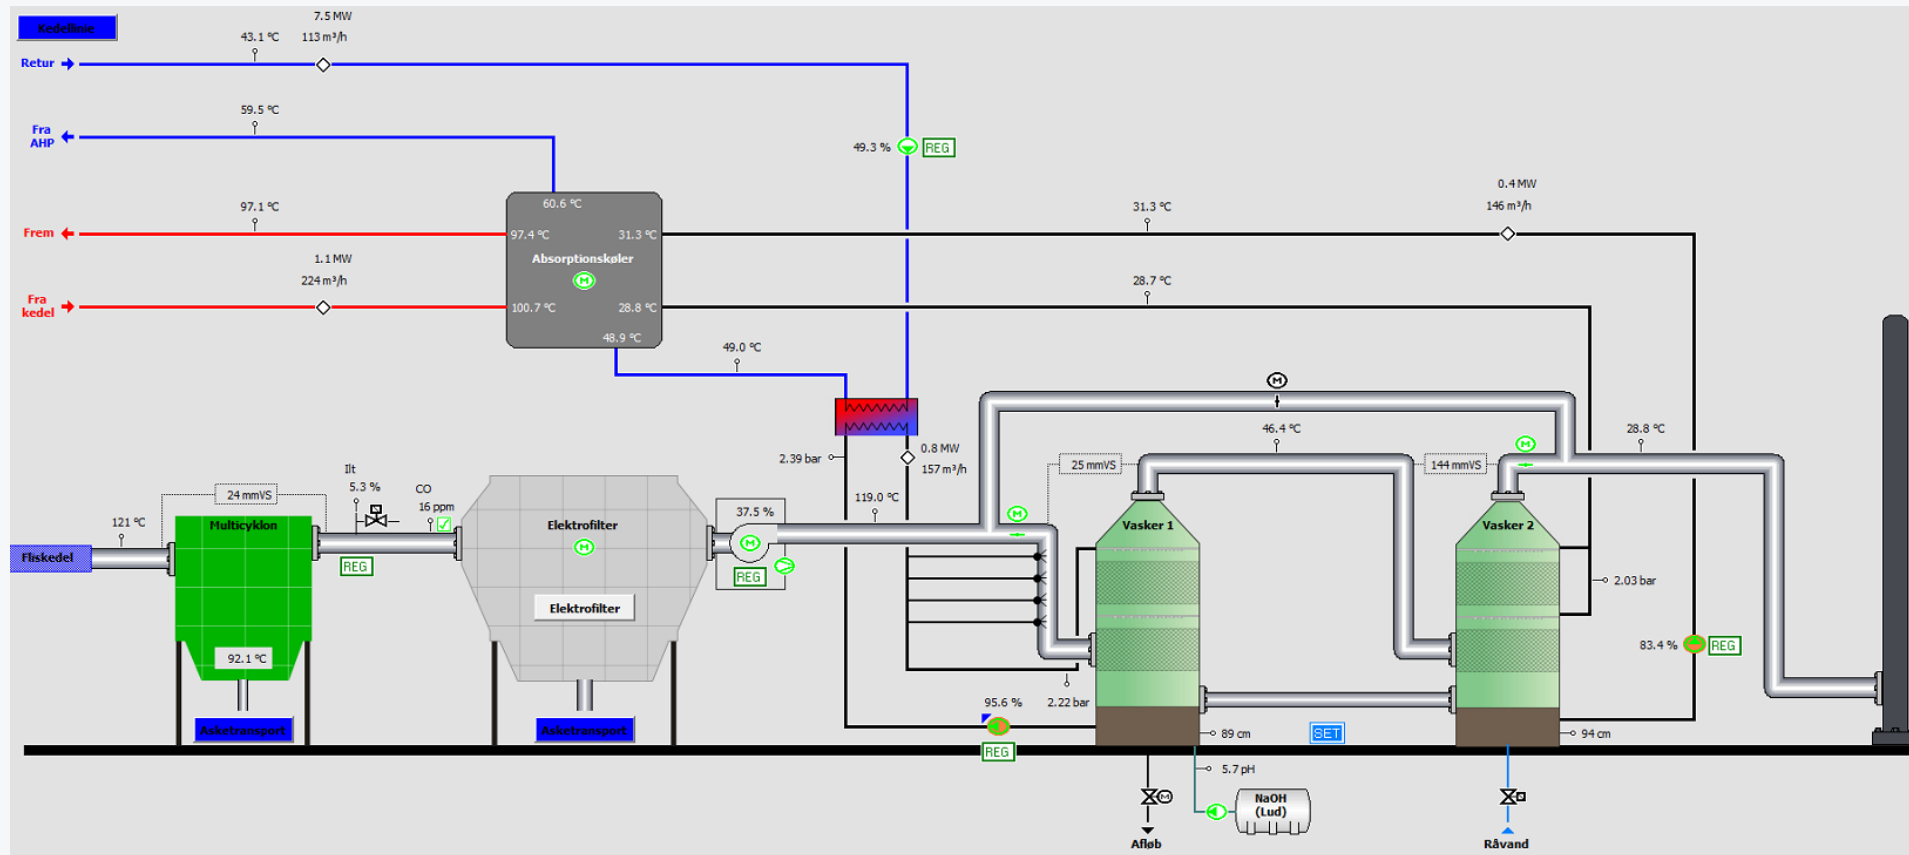 Kedellinie
7.5 MW
43.1 °C
113 m³/h
Retur
59.5 °C
Fra
AHP
49.3 %
REG
0.4 MW
97.1 °C
60.6 °C
31.3 °C
146 m³/h
Frem
97.4 °C
31.3 °C
Absorptionskøler
M
1.1 MW
224 m³/h
28.7 °C
Fra
kedel
100.7 °C
28.8 °C
48.9 °C
49.0 °C
M
46.4 °C
28.8 °C
0.8 MW
2.39 bar
157 m³/h
25 mmVS
144 mmVS
M
Ilt
5.3 %
CO
16 ppm
24 mmVS
119.0 °C
37.5 %
M
121 °C
Multicyklon
Elektrofilter
M
M
Vasker 1
Vasker 2
Fliskedel
REG
REG
2.03 bar
Elektrofilter
92.1 °C
83.4 %
REG
95.6 %
2.22 bar
Asketransport
Asketransport
REG
89 cm
SET
94 cm
5.7 pH
M
NaOH
(Lud)
Afløb
Råvand